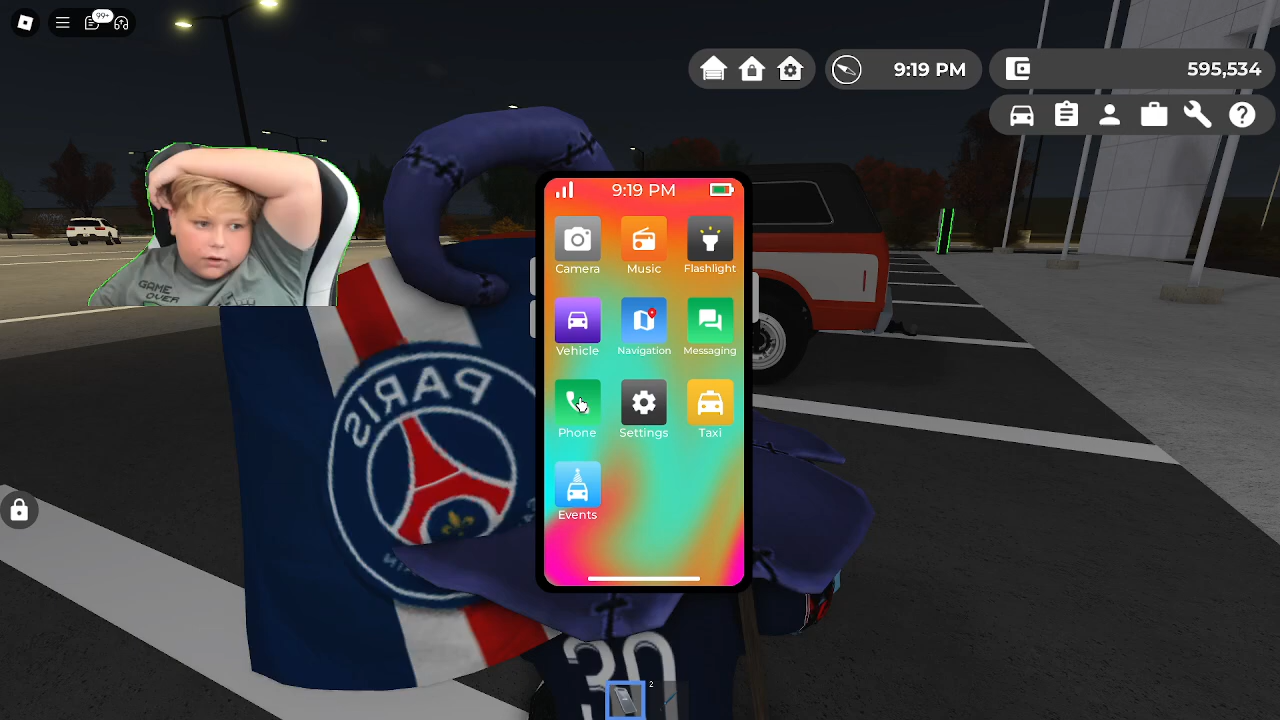 99+
9:19 PM
595,534
9:19 PM
Camera
Music
Flashlight
Vehicle
Navigation
Messaging
Phone
Settings
Taxi
Events
GAME
OVER
PARIS
30
2